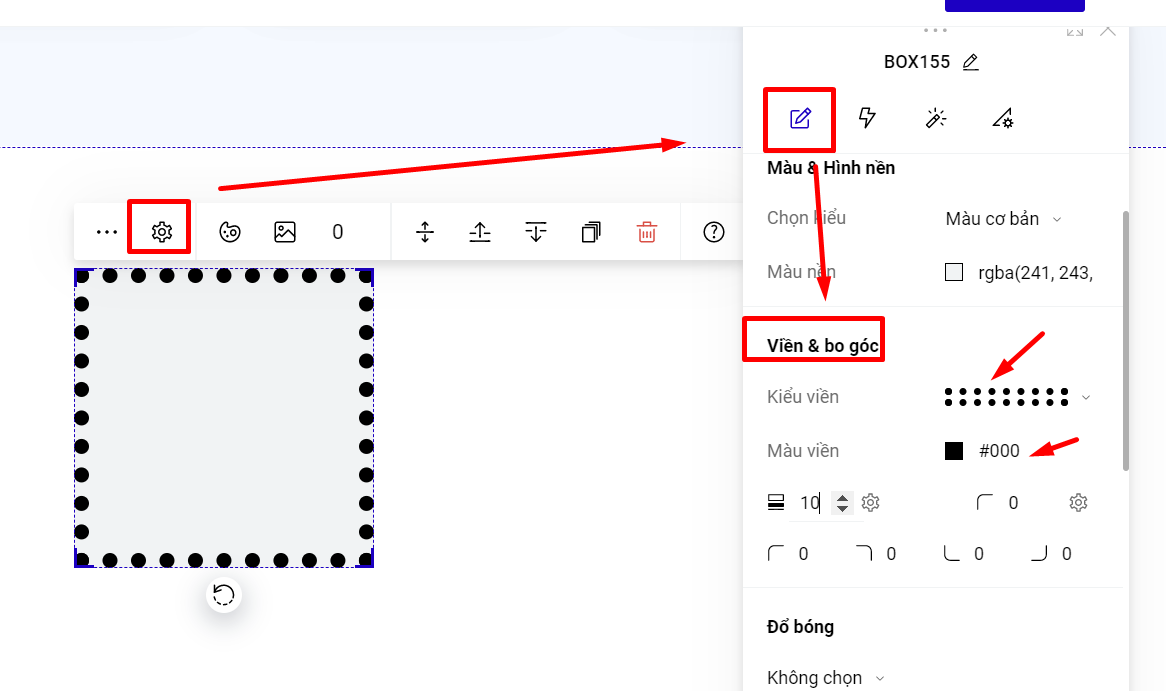 BOX155
Màu & Hình nền
Chọn kiểu
Màu cơ bản
0
Màu nền
rgba(241, 243,
Viền & bo góc
Kiểu viền
Màu viền
#000
10
0
0
0
0
0
Đổ bóng
Không chọn